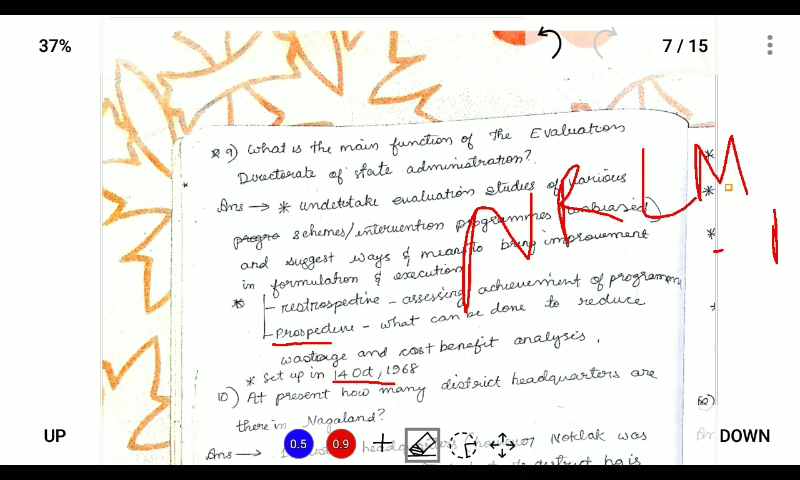 37%
7 / 15
9) What is the main function of the Evaluation
Directorate of state administration?
Ans → * undertake evaluation studies of various
progra schemes/intervention programmes (unbiased)
and suggest ways & means to bring improvement
in formulation & execution
NRLM - 1
* - restrospective - assessing achievement of programm
- Prospective - what can be done to reduce
wastage and cost benefit analysis.
* Set up in 14 Oct, 1968
10) At present how many district headquarters are
there in Nagaland?
Ans →
Noklak was
UP
0.5
0.9
DOWN